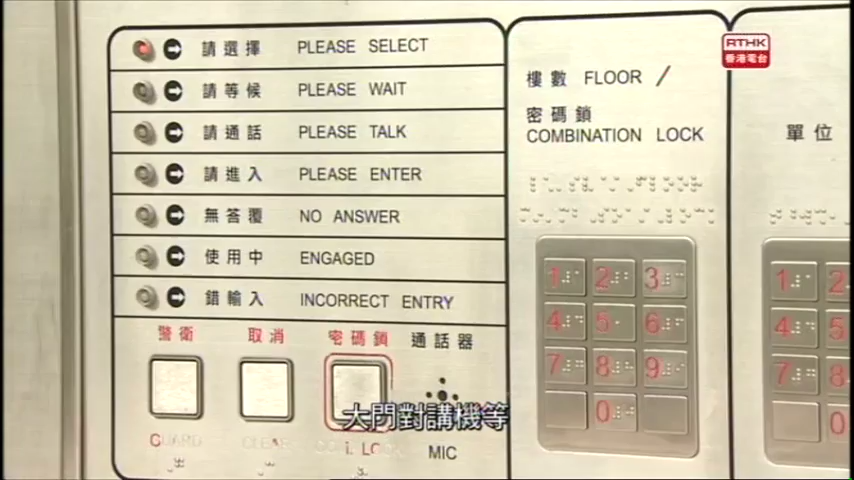 請選擇 PLEASE SELECT
請等候 PLEASE WAIT
請通話 PLEASE TALK
請進入 PLEASE ENTER
無答覆 NO ANSWER
使用中 ENGAGED
錯輸入 INCORRECT ENTRY
警衛 取消 密碼鎖 通話器
GUARD CLEAR LOCK MIC
樓數 FLOOR /
密碼鎖
COMBINATION LOCK
1 2 3
4 5 6
7 8 9
0
單位
1 2
4 5
7 8
0
RTHK
香港電台
大門對講機等